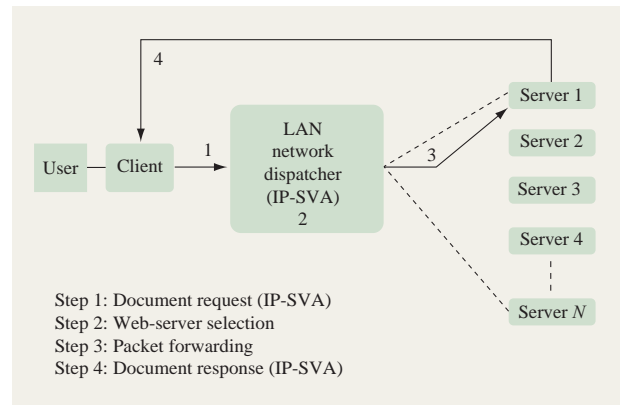 4
Server 1
LAN
network
dispatcher
(IP-SVA)
2
1
3
User
Client
Server 2
Server 3
Server 4
Server N
Step 1: Document request (IP-SVA)
Step 2: Web-server selection
Step 3: Packet forwarding
Step 4: Document response (IP-SVA)